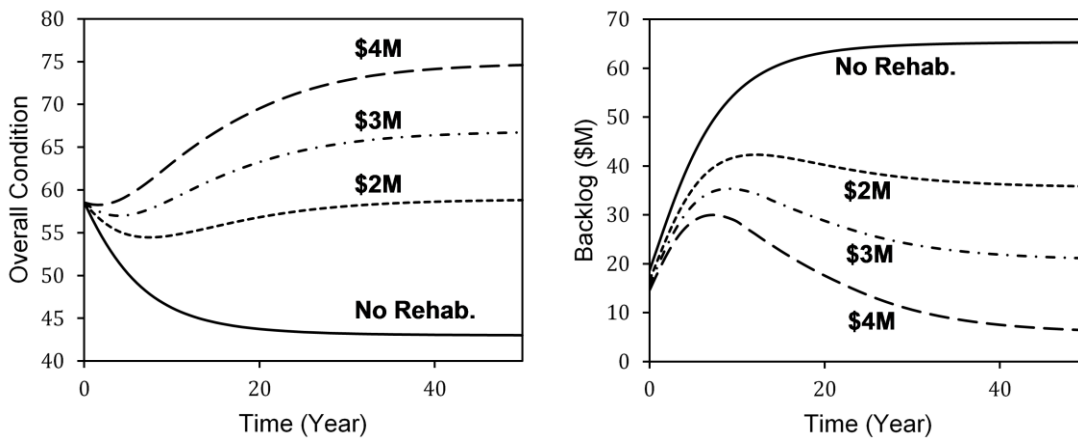 Overall Condition
80
75
70
65
60
55
50
45
40
0
20
40
Time (Year)
$4M
$3M
$2M
No Rehab.
Backlog ($M)
70
60
50
40
30
20
10
0
0
20
40
Time (Year)
No Rehab.
$2M
$3M
$4M